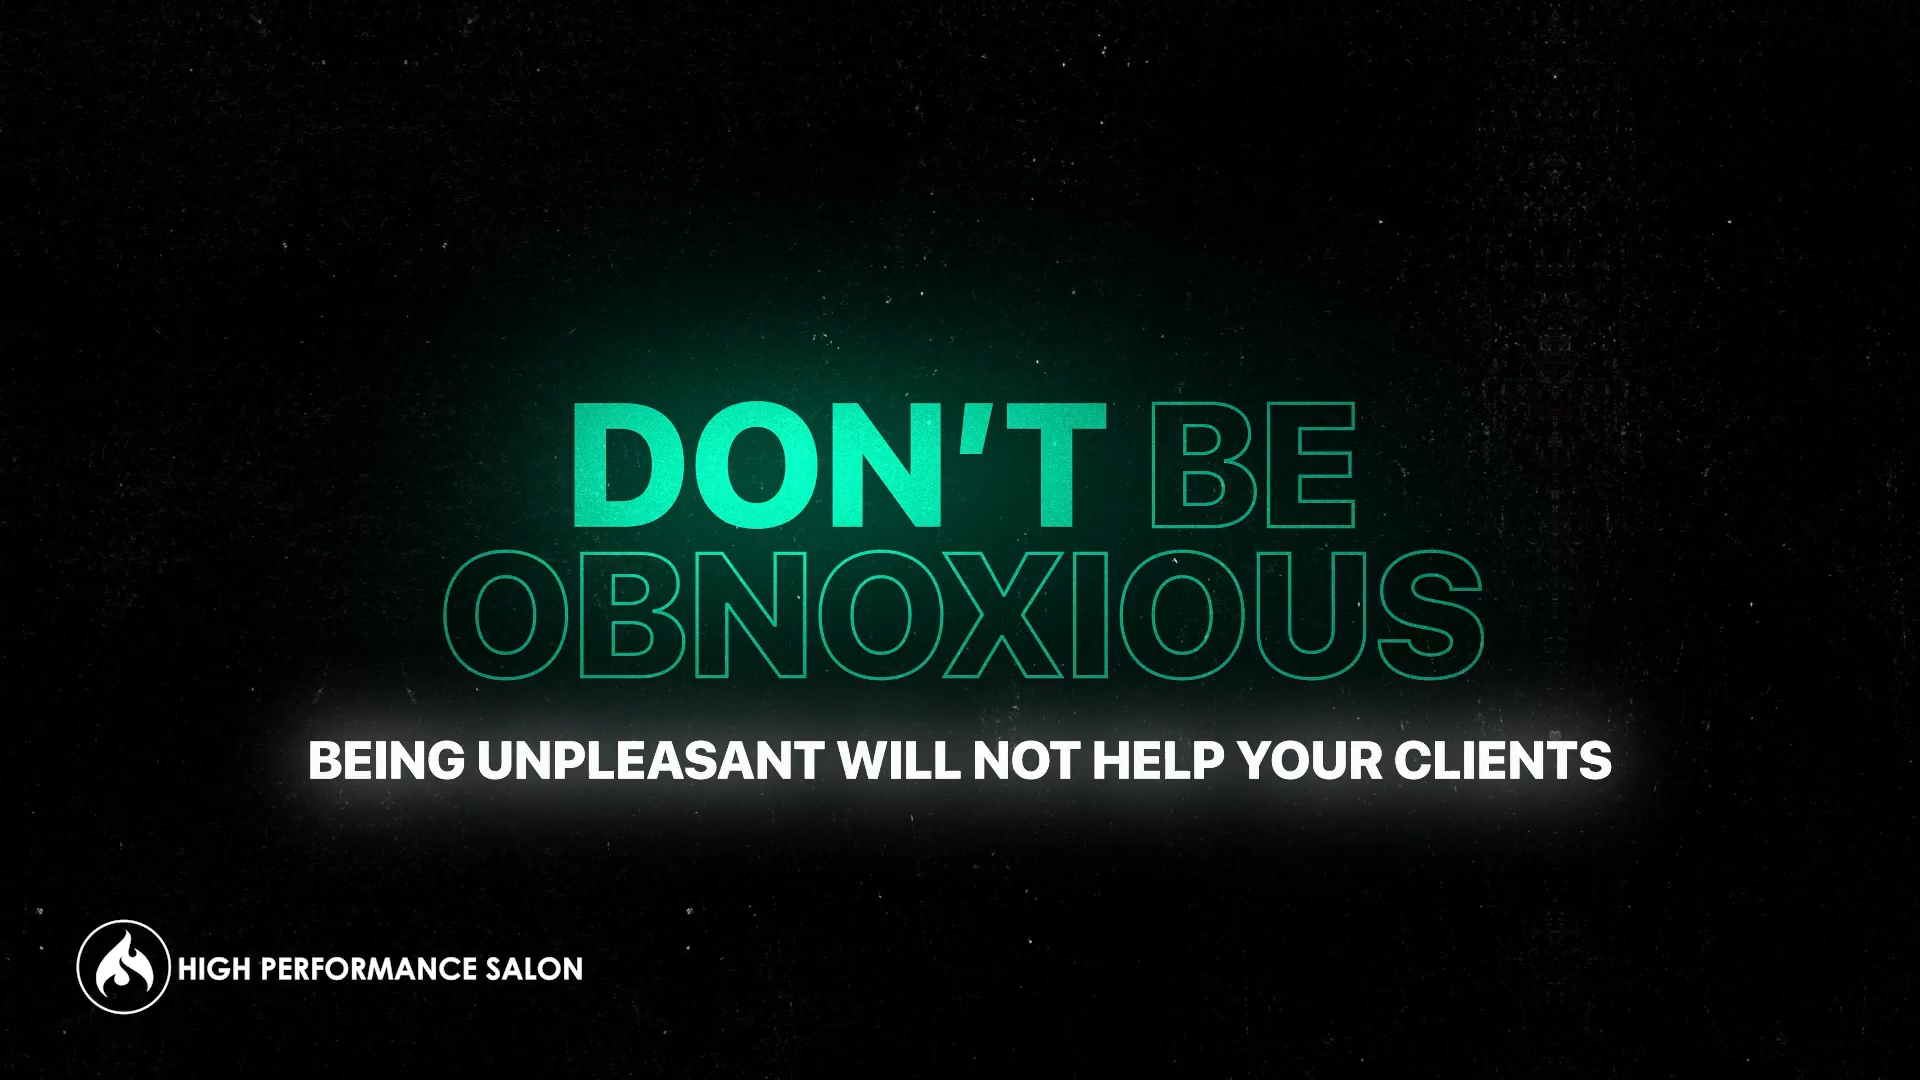 DON’T BE
OBNOXIOUS
BEING UNPLEASANT WILL NOT HELP YOUR CLIENTS
HIGH PERFORMANCE SALON